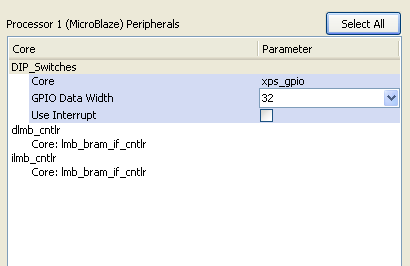 Processor 1 (MicroBlaze) Peripherals Select All
Core Parameter
DIP_Switches
Core xps_gpio
GPIO Data Width 32
Use Interrupt
dlmb_cntlr
Core: lmb_bram_if_cntlr
ilmb_cntlr
Core: lmb_bram_if_cntlr